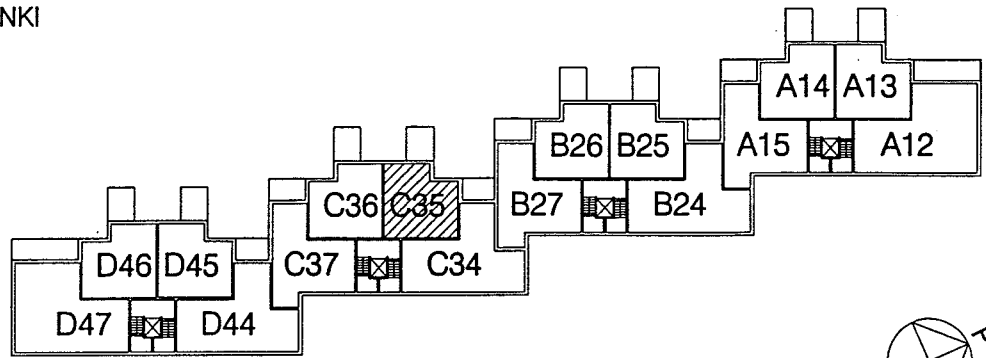 NKI
A14 A13
A15 A12
B26 B25
B27 B24
C36 C35
C37 C34
D46 D45
D47 D44